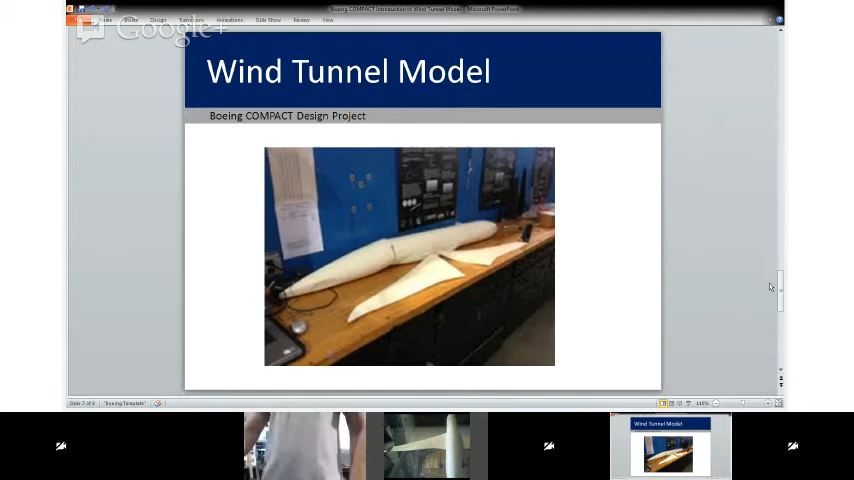 Boeing COMPACT Introduction to Wind Tunnel Model - Microsoft PowerPoint
Home Insert Design Transitions Animations Slide Show Review View
Google+
Wind Tunnel Model
Boeing COMPACT Design Project
Slide 7 of 8 "Boeing Template" 110%
Wind Tunnel Model